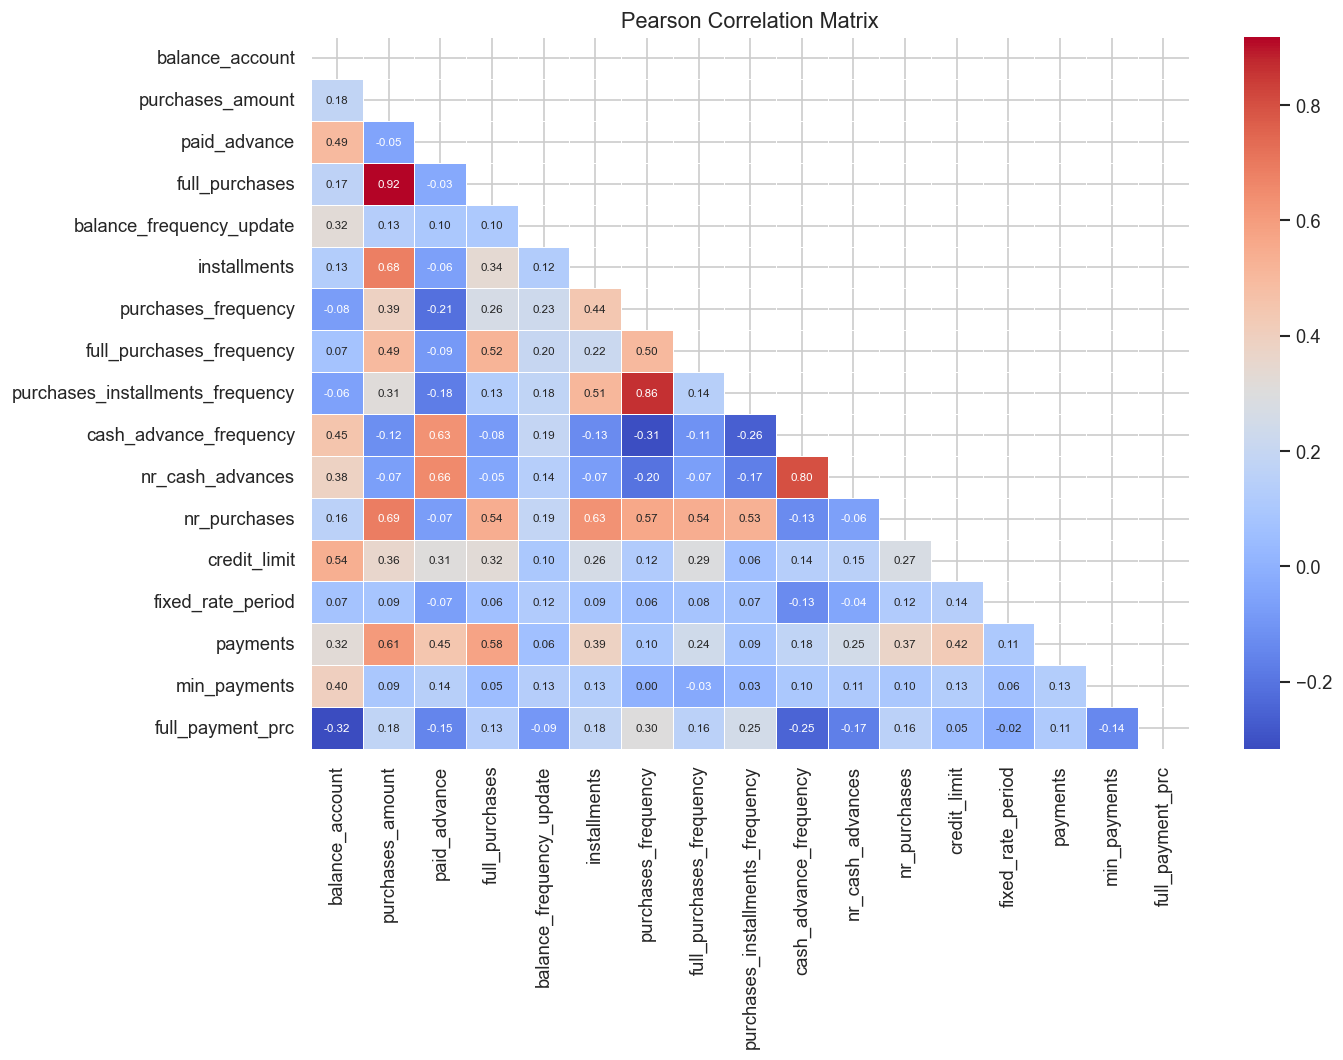 Pearson Correlation Matrix
balance_account
purchases_amount 0.18
paid_advance 0.49 -0.05
full_purchases 0.17 0.92 -0.03
balance_frequency_update 0.32 0.13 0.10 0.10
installments 0.13 0.68 -0.06 0.34 0.12
purchases_frequency -0.08 0.39 -0.21 0.26 0.23 0.44
full_purchases_frequency 0.07 0.49 -0.09 0.52 0.20 0.22 0.50
purchases_installments_frequency -0.06 0.31 -0.18 0.13 0.18 0.51 0.86 0.14
cash_advance_frequency 0.45 -0.12 0.63 -0.08 0.19 -0.13 -0.31 -0.11 -0.26
nr_cash_advances 0.38 -0.07 0.66 -0.05 0.14 -0.07 -0.20 -0.07 -0.17 0.80
nr_purchases 0.16 0.69 -0.07 0.54 0.19 0.63 0.57 0.54 0.53 -0.13 -0.06
credit_limit 0.54 0.36 0.31 0.32 0.10 0.26 0.12 0.29 0.06 0.14 0.15 0.27
fixed_rate_period 0.07 0.09 -0.07 0.06 0.12 0.09 0.06 0.08 0.07 -0.13 -0.04 0.12 0.14
payments 0.32 0.61 0.45 0.58 0.06 0.39 0.10 0.24 0.09 0.18 0.25 0.37 0.42 0.11
min_payments 0.40 0.09 0.14 0.05 0.13 0.13 0.00 -0.03 0.03 0.10 0.11 0.10 0.13 0.06 0.13
full_payment_prc -0.32 0.18 -0.15 0.13 -0.09 0.18 0.30 0.16 0.25 -0.25 -0.17 0.16 0.05 -0.02 0.11 -0.14
balance_account
purchases_amount
paid_advance
full_purchases
balance_frequency_update
installments
purchases_frequency
full_purchases_frequency
purchases_installments_frequency
cash_advance_frequency
nr_cash_advances
nr_purchases
credit_limit
fixed_rate_period
payments
min_payments
full_payment_prc
0.8
0.6
0.4
0.2
0.0
−0.2